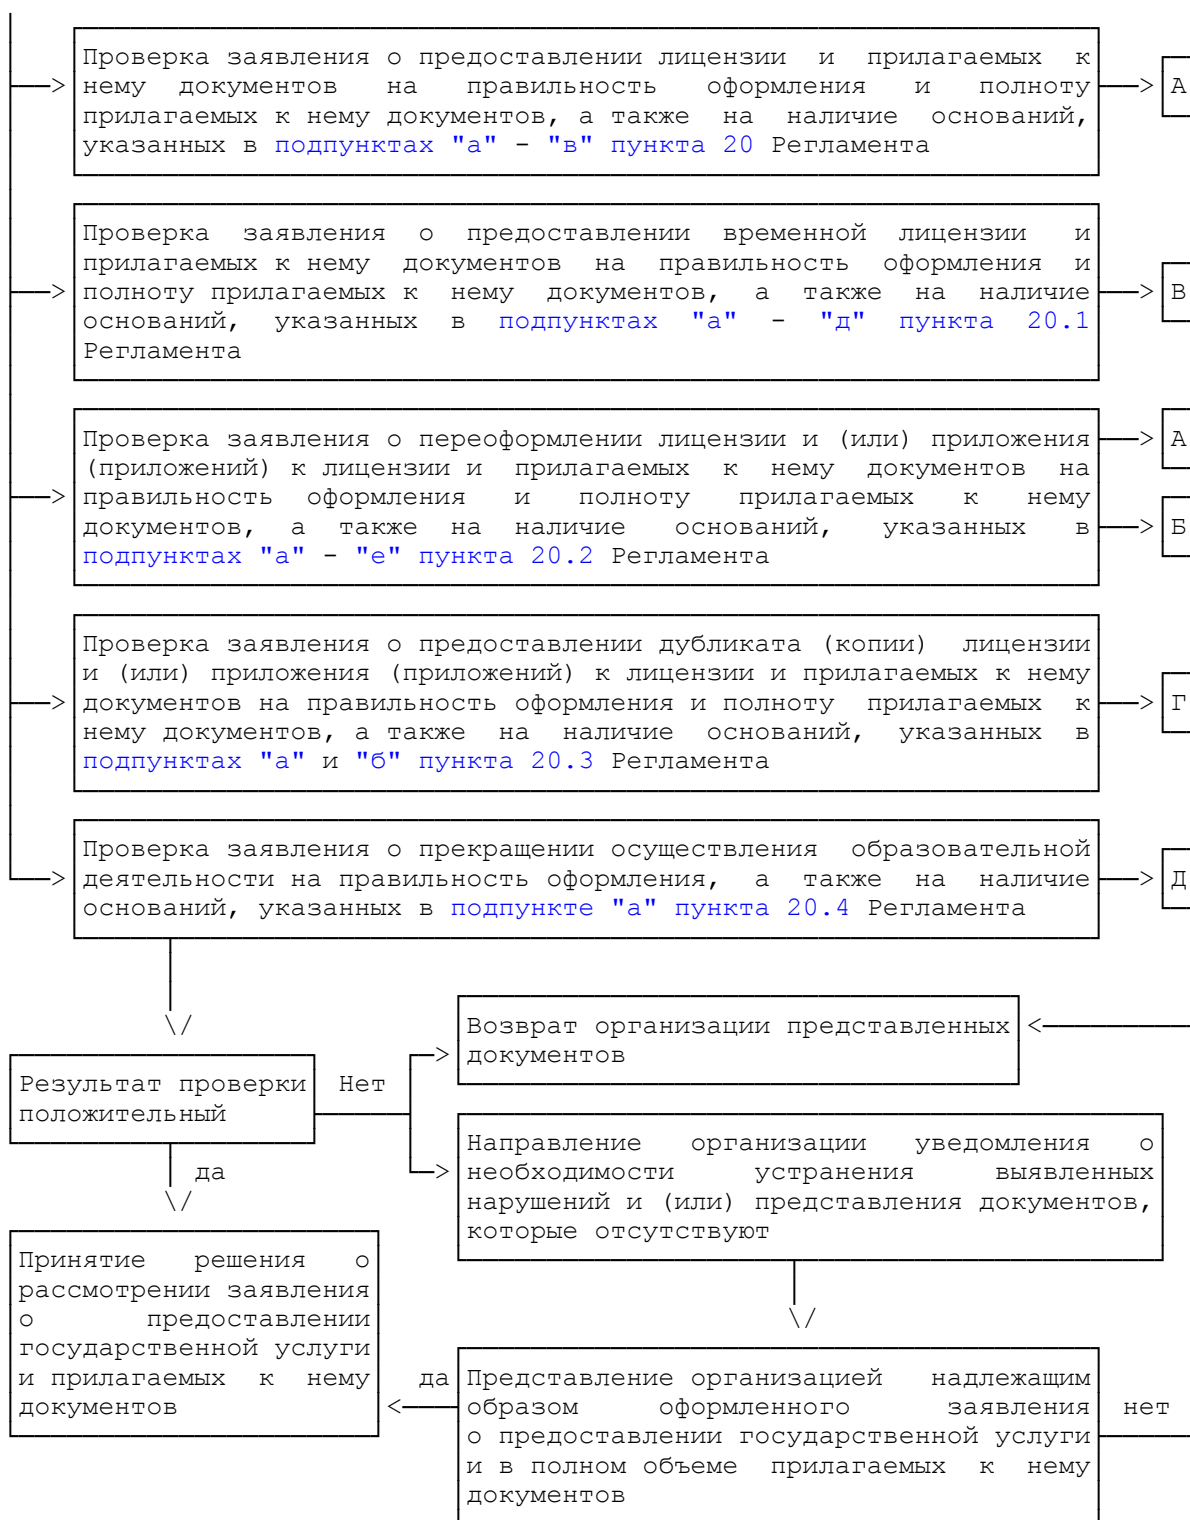 Проверка заявления о предоставлении лицензии и прилагаемых к
нему документов на правильность оформления и полноту
прилагаемых к нему документов, а также на наличие оснований,
указанных в подпунктах "а" - "в" пункта 20 Регламента
А
Проверка заявления о предоставлении временной лицензии и
прилагаемых к нему документов на правильность оформления и
полноту прилагаемых к нему документов, а также на наличие
оснований, указанных в подпунктах "а" - "д" пункта 20.1
Регламента
В
Проверка заявления о переоформлении лицензии и (или) приложения
(приложений) к лицензии и прилагаемых к нему документов на
правильность оформления и полноту прилагаемых к нему
документов, а также на наличие оснований, указанных в
подпунктах "а" - "е" пункта 20.2 Регламента
А
Б
Проверка заявления о предоставлении дубликата (копии) лицензии
и (или) приложения (приложений) к лицензии и прилагаемых к нему
документов на правильность оформления и полноту прилагаемых к
нему документов, а также на наличие оснований, указанных в
подпунктах "а" и "б" пункта 20.3 Регламента
Г
Проверка заявления о прекращении осуществления образовательной
деятельности на правильность оформления, а также на наличие
оснований, указанных в подпункте "а" пункта 20.4 Регламента
Д
Возврат организации представленных
документов
Результат проверки
положительный
Нет
Направление организации уведомления о
необходимости устранения выявленных
нарушений и (или) представления документов,
которые отсутствуют
да
Принятие решения о
рассмотрении заявления
о предоставлении
государственной услуги
и прилагаемых к нему
документов
да
Представление организацией надлежащим
образом оформленного заявления
о предоставлении государственной услуги
и в полном объеме прилагаемых к нему
документов
нет